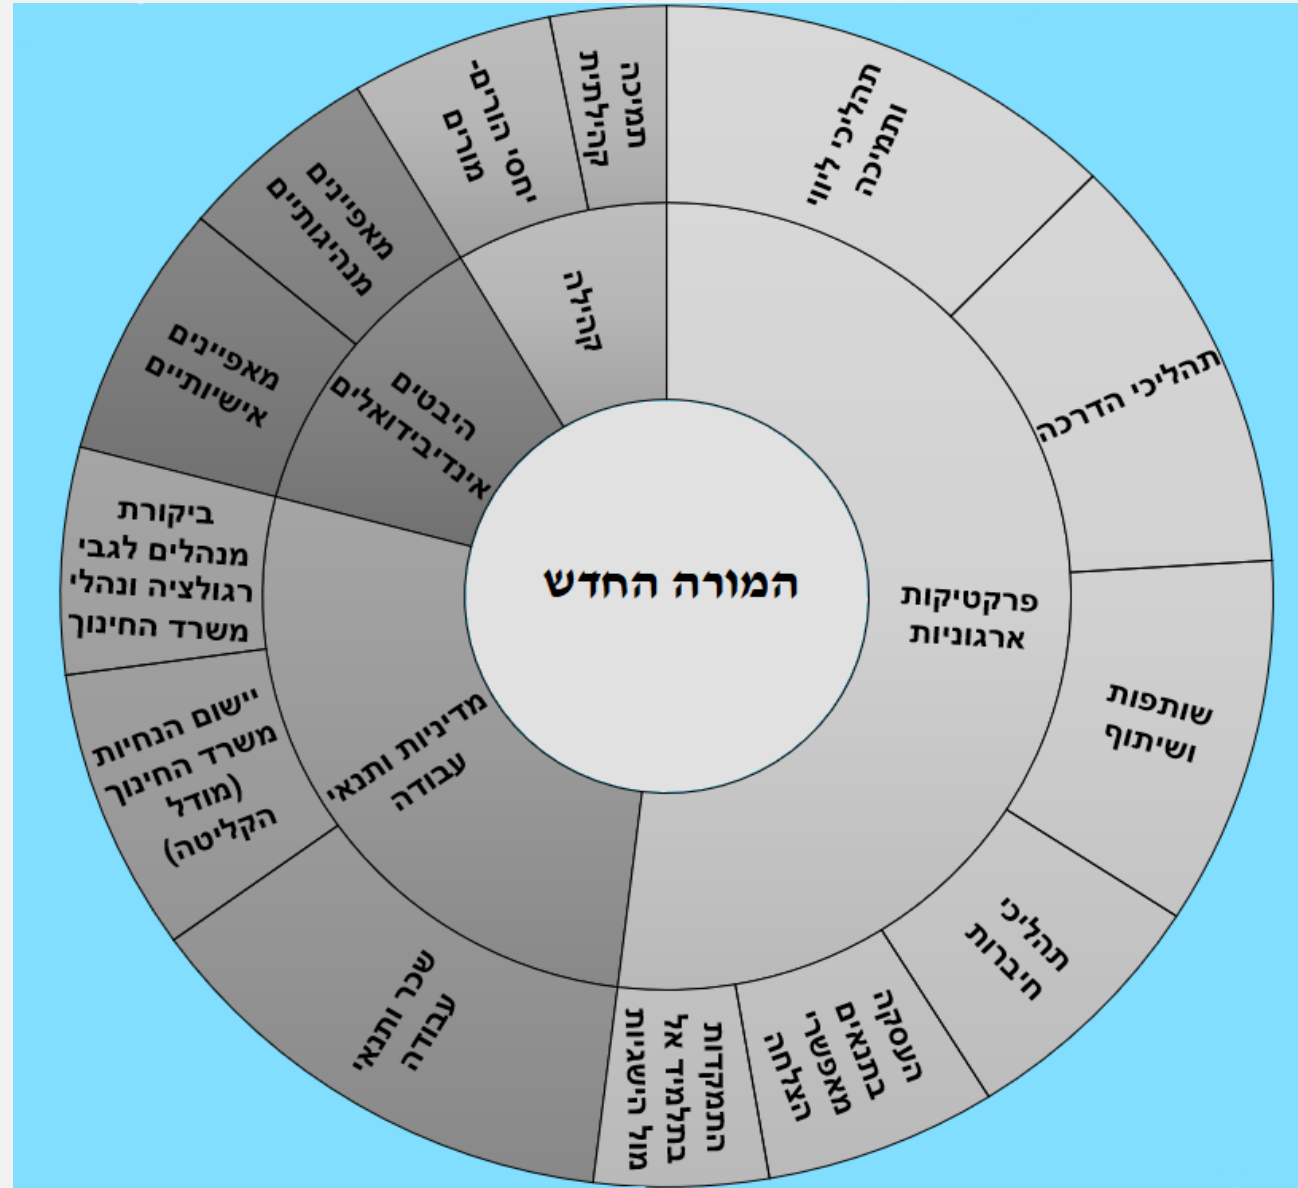 המורה החדש
פרקטיקות
ארגוניות
תהליכי ליווי
ותמיכה
תהליכי הדרכה
שותפות
ושיתוף
תהליכי
חיברות
העסקה
בתנאים
מאפשרי
הצלחה
התמקדות
בתלמיד אל
מול הישגיות
מדיניות ותנאי
עבודה
שכר ותנאי
עבודה
יישום הנחיות
משרד החינוך
(מודל
הקליטה)
ביקורת
מנהלים לגבי
רגולציה ונהלי
משרד החינוך
היבטים
אינדיבידואלים
מאפיינים
אישיותיים
מאפיינים
מנהיגותיים
קהילה
יחסי הורים-
מורים
תמיכה
קהילתית